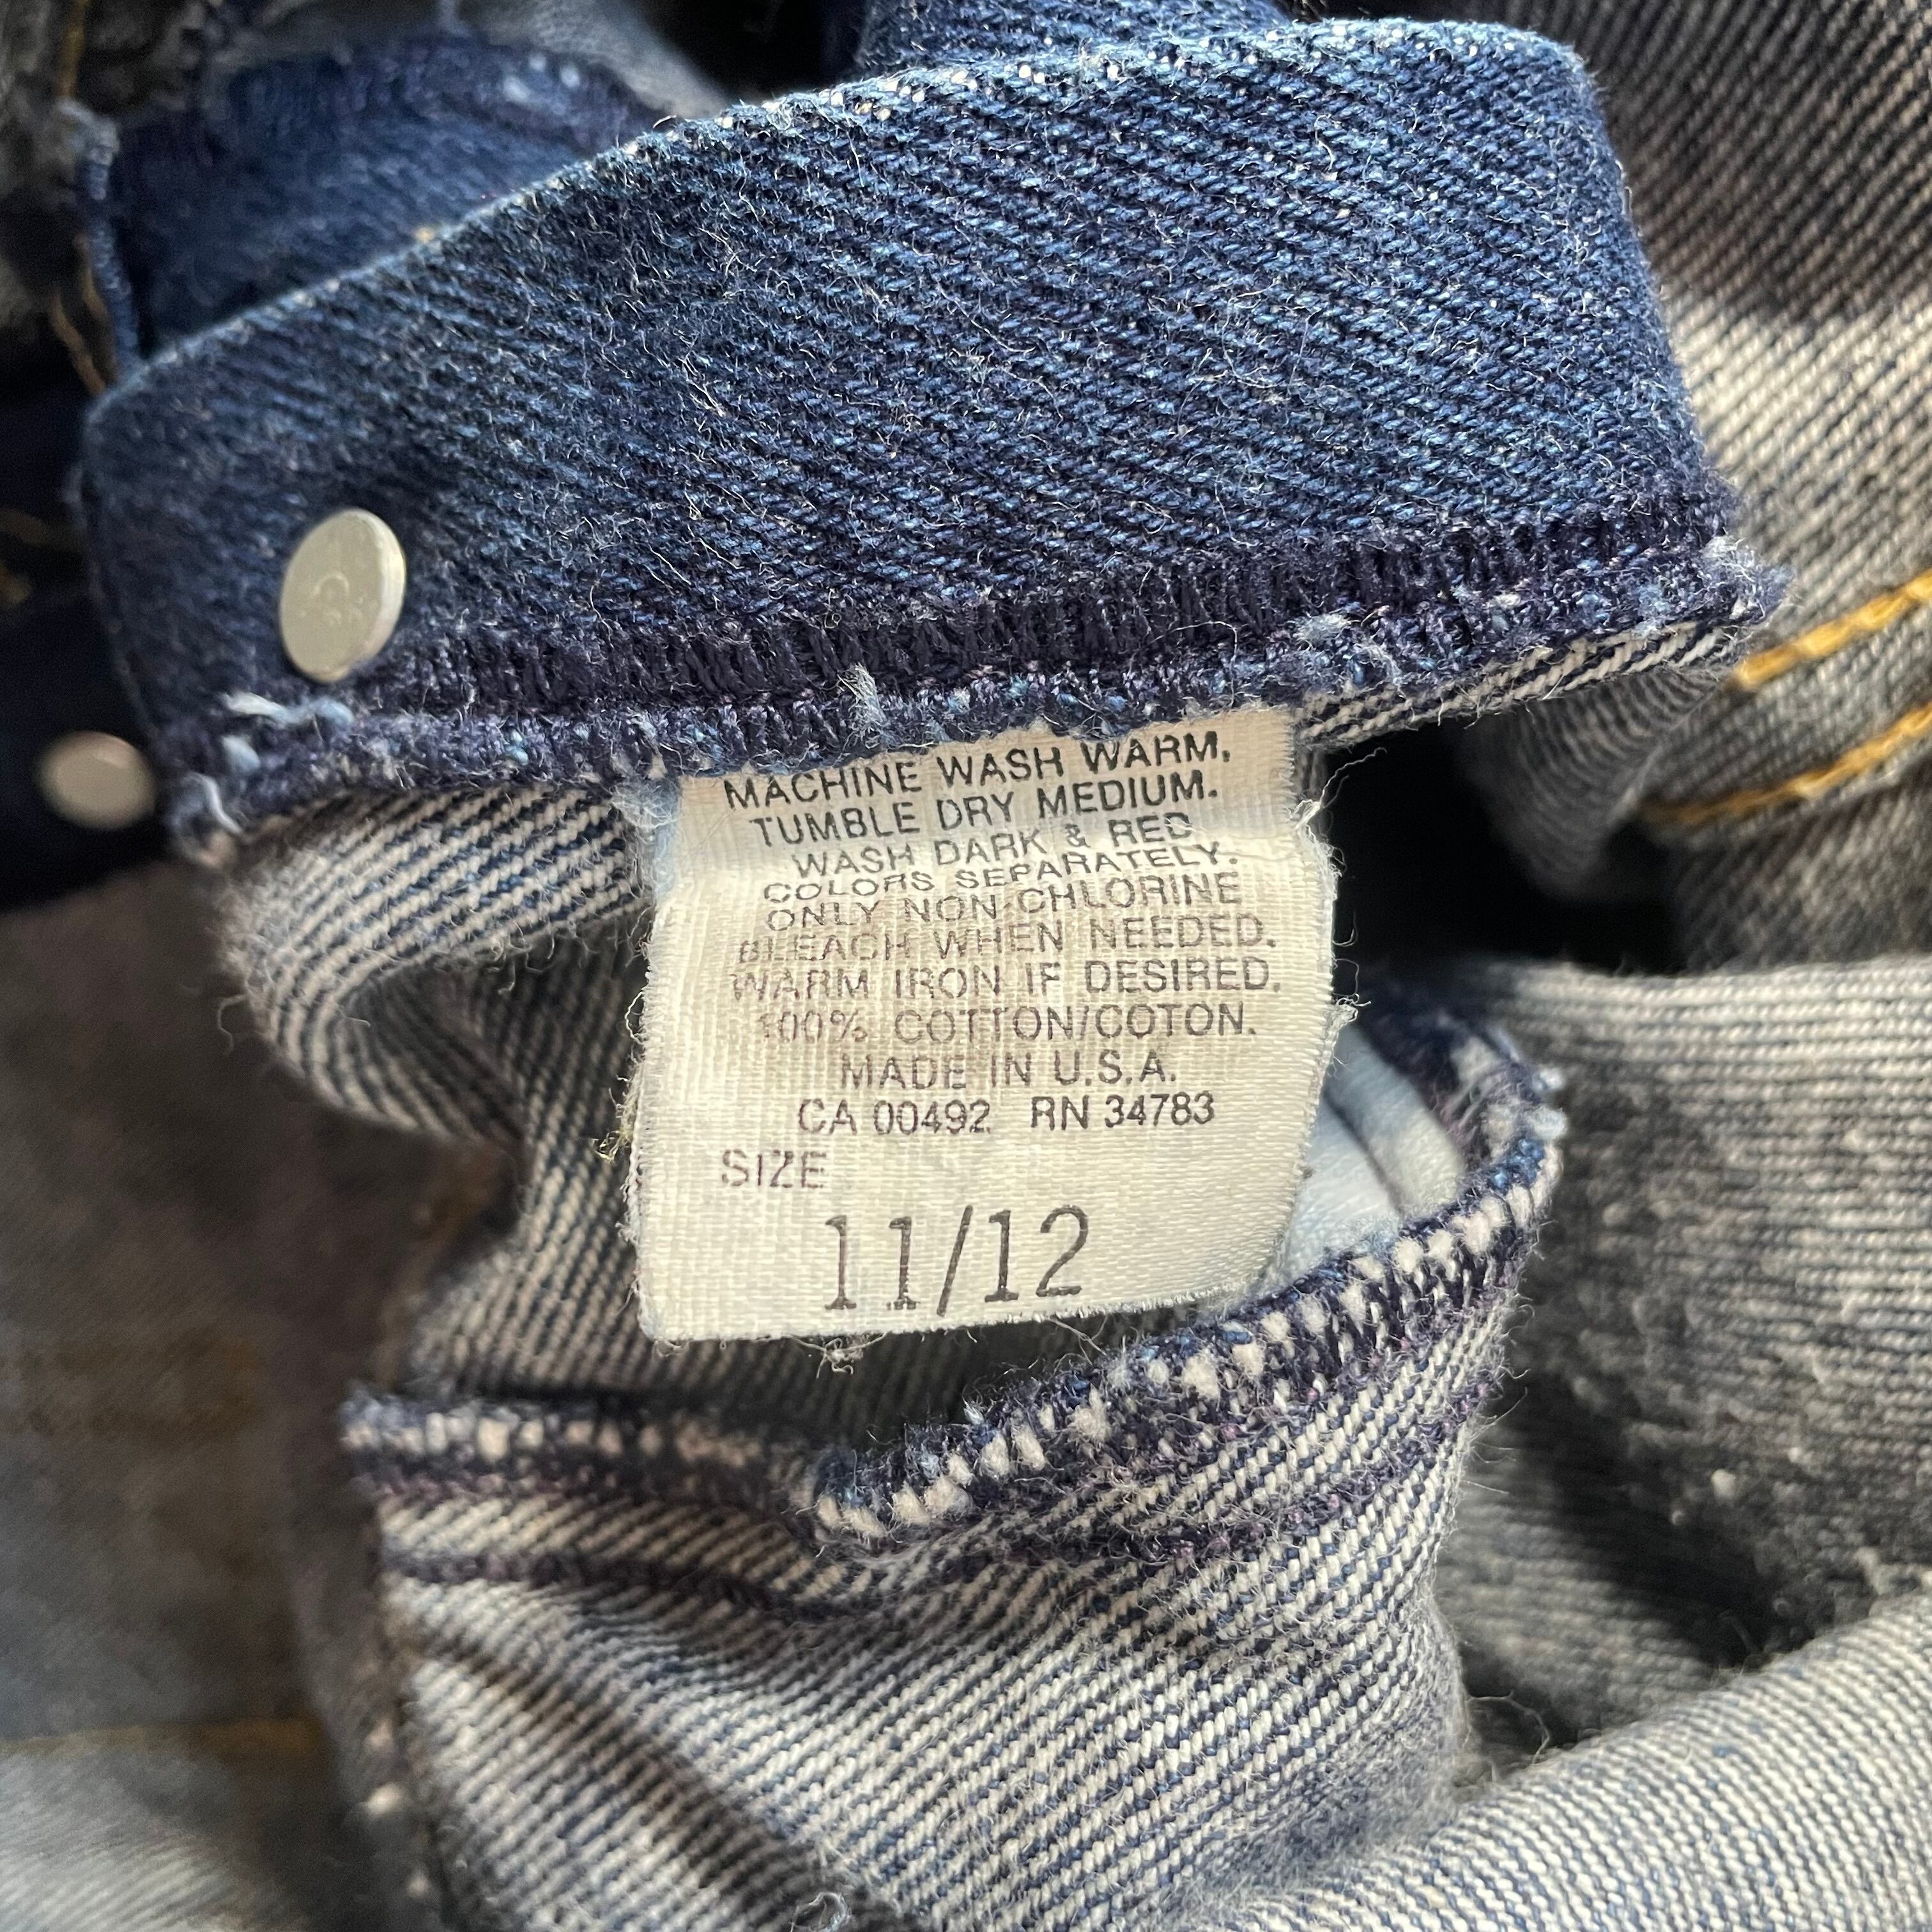 MACHINE WASH WARM,
TUMBLE DRY MEDIUM.
WASH DARK & RED
COLORS SEPARATELY.
ONLY NON-CHLORINE
BLEACH WHEN NEEDED.
WARM IRON IF DESIRED.
100% COTTON/COTON.
MADE IN U.S.A.
CA 00492 RN 34783
SIZE
11/12